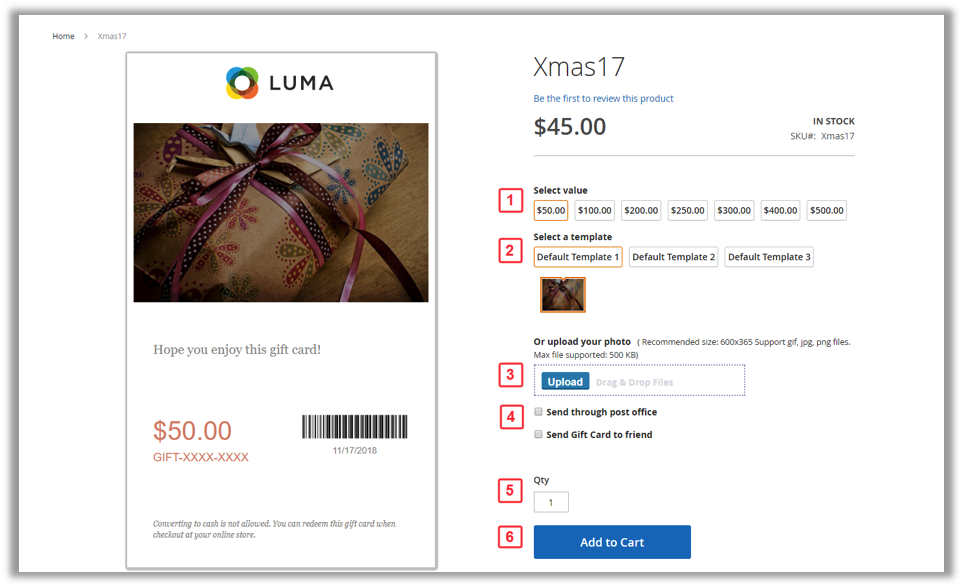 Home > Xmas17
LUMA
Hope you enjoy this gift card!
$50.00
GIFT-XXXX-XXXX
11/17/2018
Converting to cash is not allowed. You can redeem this gift card when
checkout at your online store.
Xmas17
Be the first to review this product
$45.00
IN STOCK
SKU#: Xmas17
1
Select value
$50.00 $100.00 $200.00 $250.00 $300.00 $400.00 $500.00
2
Select a template
Default Template 1 Default Template 2 Default Template 3
Or upload your photo ( Recommended size: 600x365 Support gif, jpg, png files.
Max file supported: 500 KB)
3
Upload Drag & Drop Files
4
Send through post office
Send Gift Card to friend
Qty
5
1
6
Add to Cart